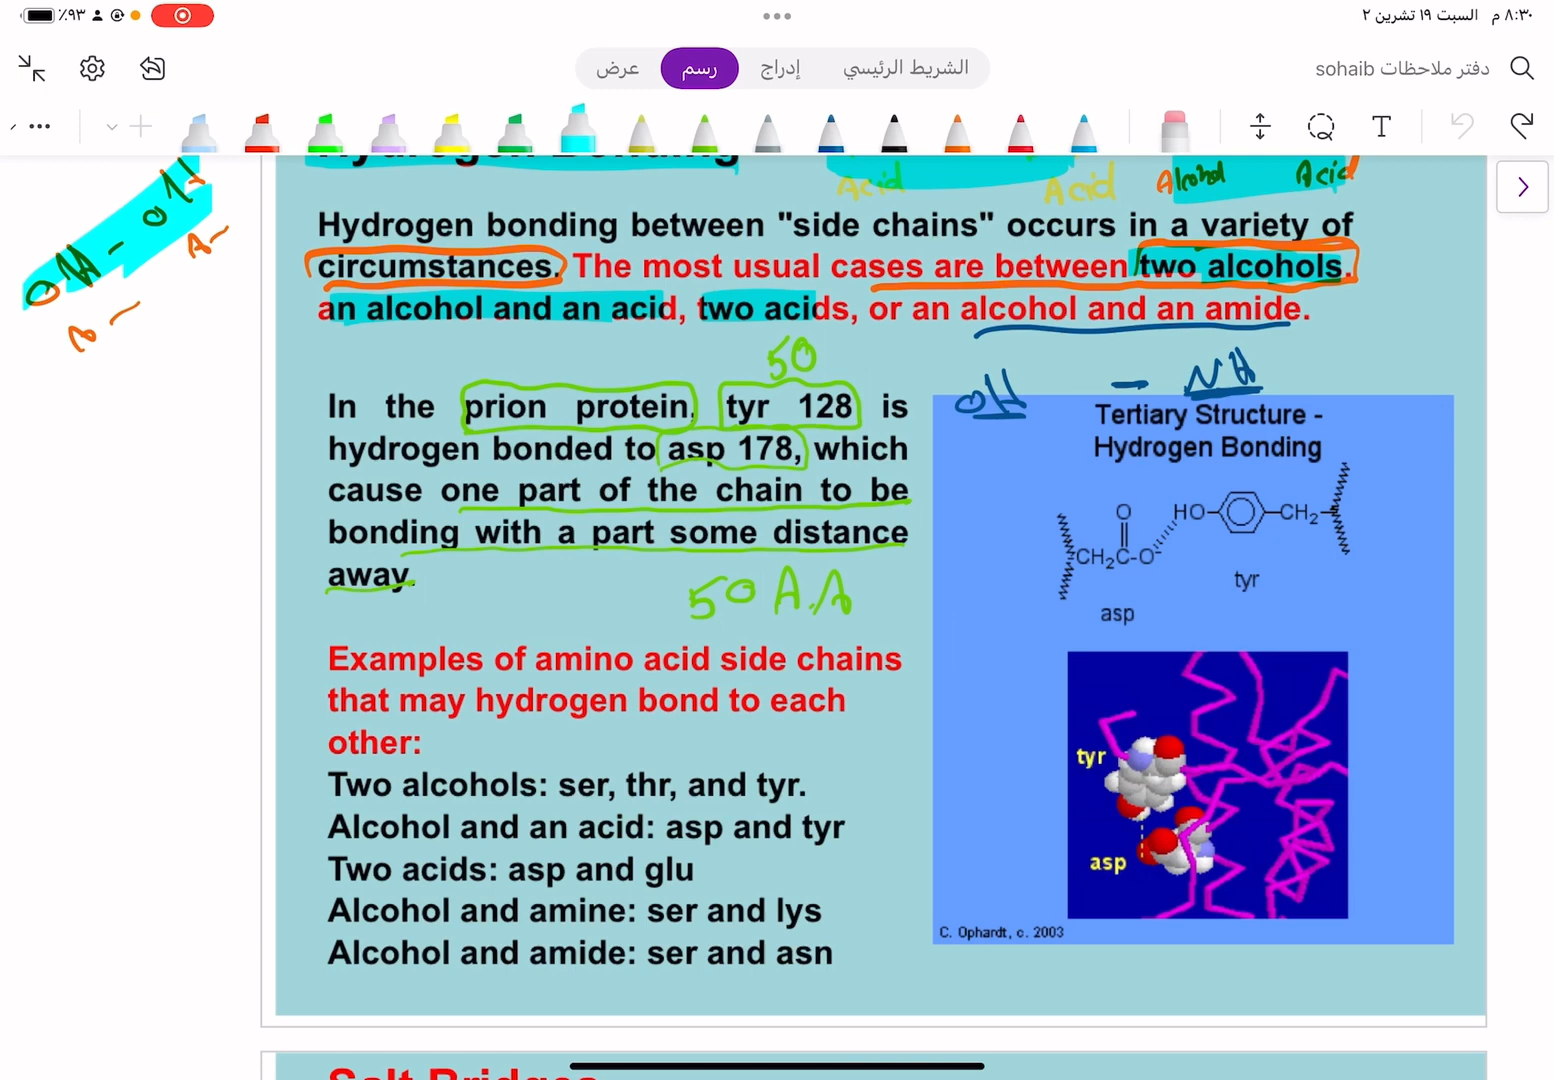 ٪٩٣
٨:٣٠ م السبت ١٩ تشرين ٢
عرض رسم إدراج الشريط الرئيسي
دفتر ملاحظات sohaib
T
Hydrogen Bonding
Acid Acid Alcohol Acid
OH - OH
Hydrogen bonding between "side chains" occurs in a variety of
circumstances. The most usual cases are between two alcohols,
an alcohol and an acid, two acids, or an alcohol and an amide.
50
OH - NH
In the prion protein, tyr 128 is
hydrogen bonded to asp 178, which
cause one part of the chain to be
bonding with a part some distance
away.
50 A.A
Examples of amino acid side chains
that may hydrogen bond to each
other:
Two alcohols: ser, thr, and tyr.
Alcohol and an acid: asp and tyr
Two acids: asp and glu
Alcohol and amine: ser and lys
Alcohol and amide: ser and asn
Tertiary Structure -
Hydrogen Bonding
O
HO CH2
CH2C-O-
tyr
asp
tyr
asp
C. Ophardt, c. 2003
Salt Bridges